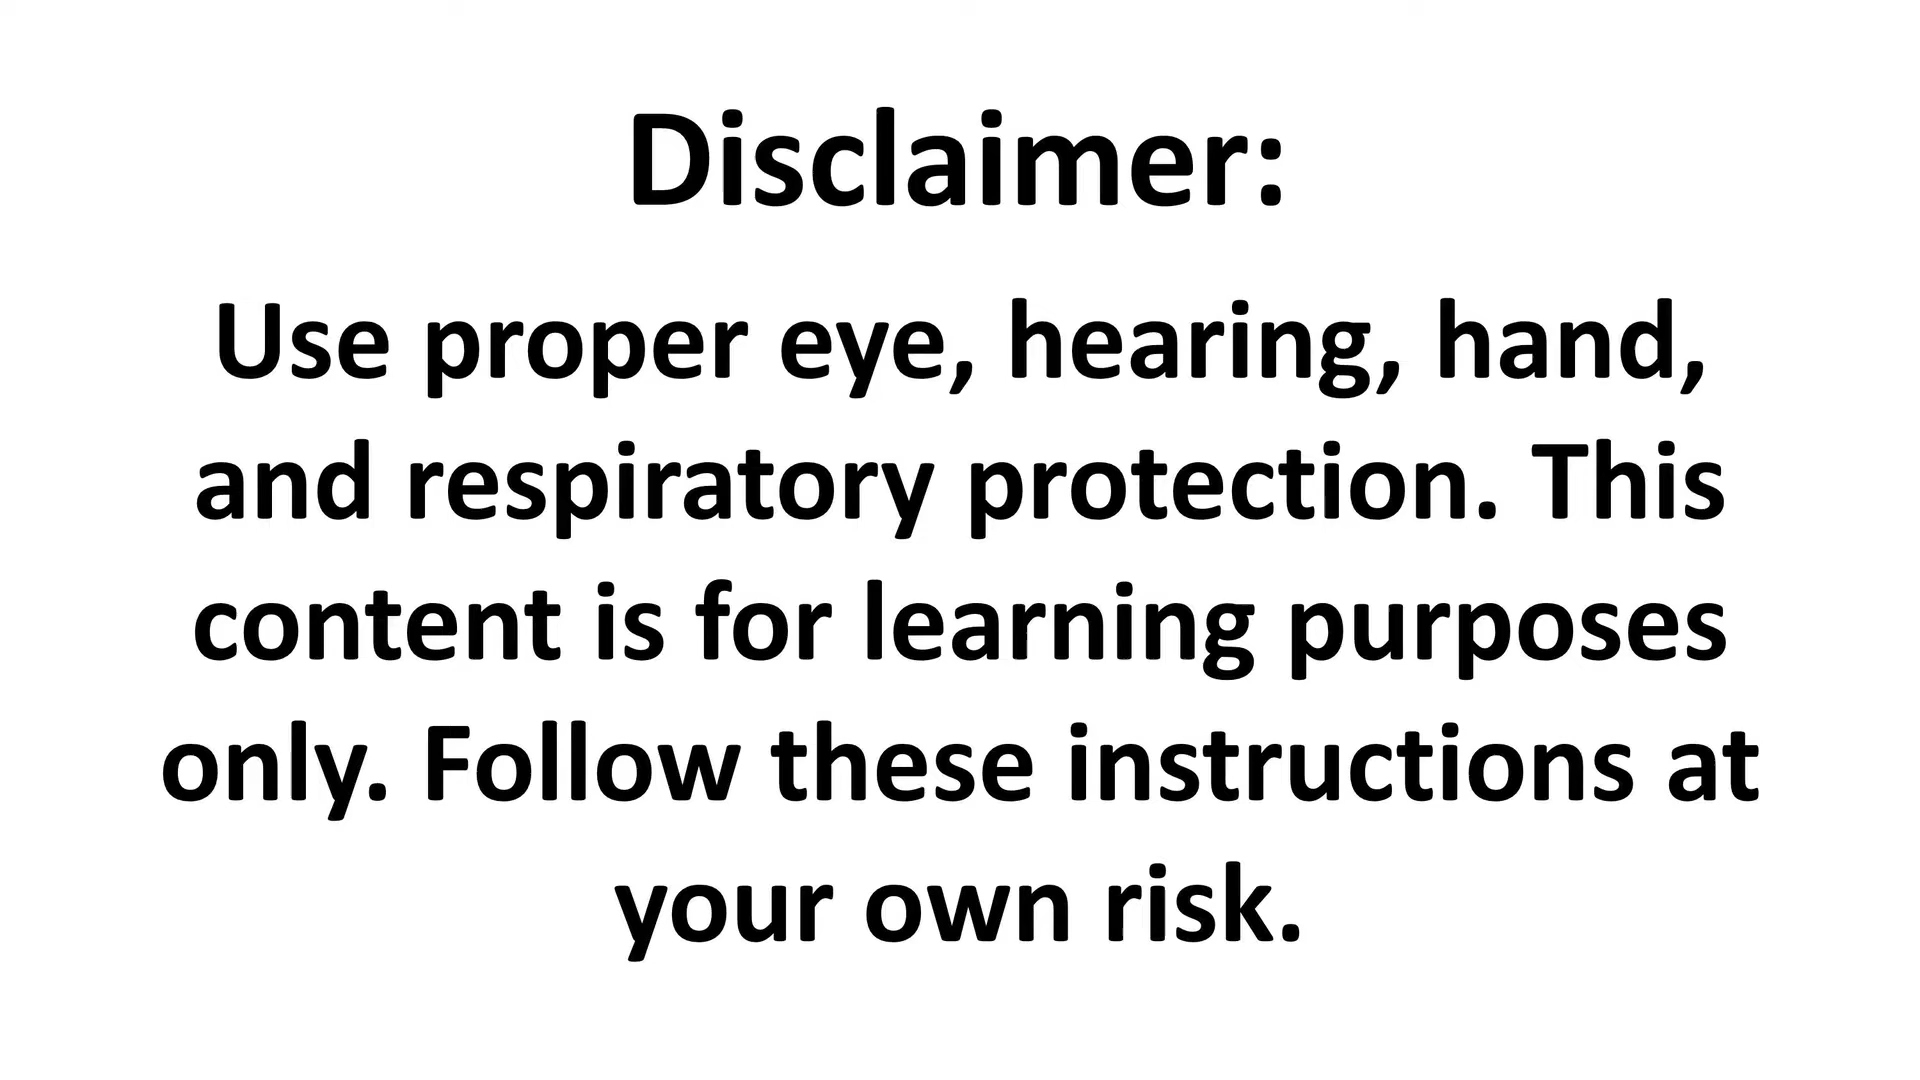 Disclaimer:
Use proper eye, hearing, hand,
and respiratory protection. This
content is for learning purposes
only. Follow these instructions at
your own risk.